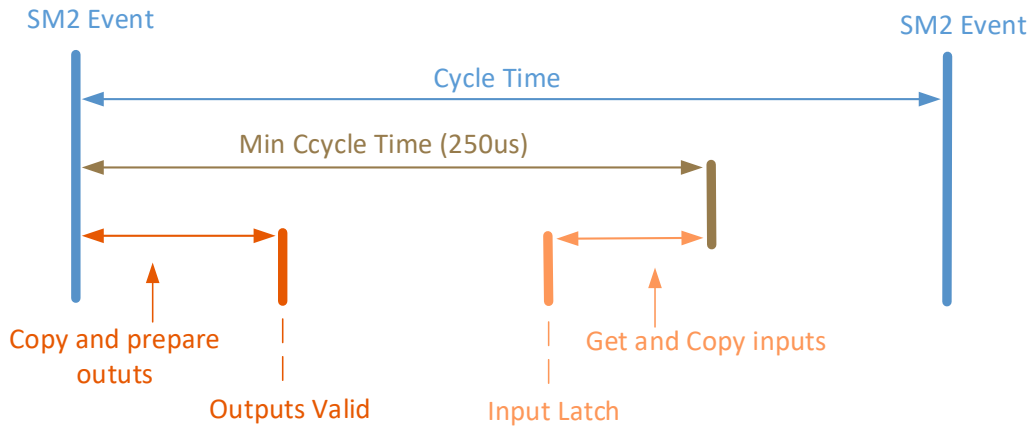 SM2 Event
SM2 Event
Cycle Time
Min Ccycle Time (250us)
Copy and prepare
oututs
Get and Copy inputs
Outputs Valid
Input Latch